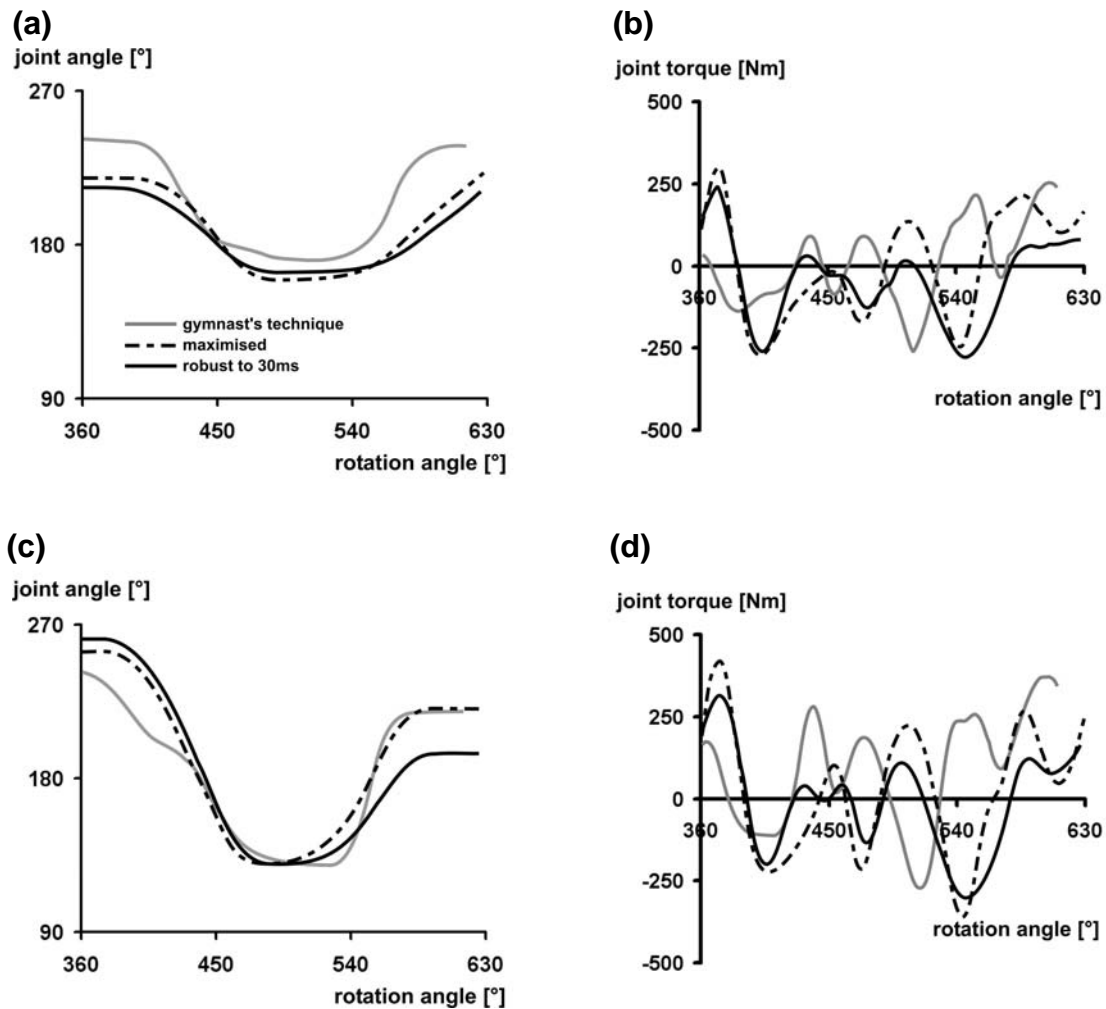 (a)
joint angle [°]
270
180
90
gymnast's technique
maximised
robust to 30ms
360 450 540 630
rotation angle [°]
(b)
joint torque [Nm]
500
250
0
-250
-500
360 450 540 630
rotation angle [°]
(c)
joint angle [°]
270
180
90
360 450 540 630
rotation angle [°]
(d)
joint torque [Nm]
500
250
0
-250
-500
360 450 540 630
rotation angle [°]